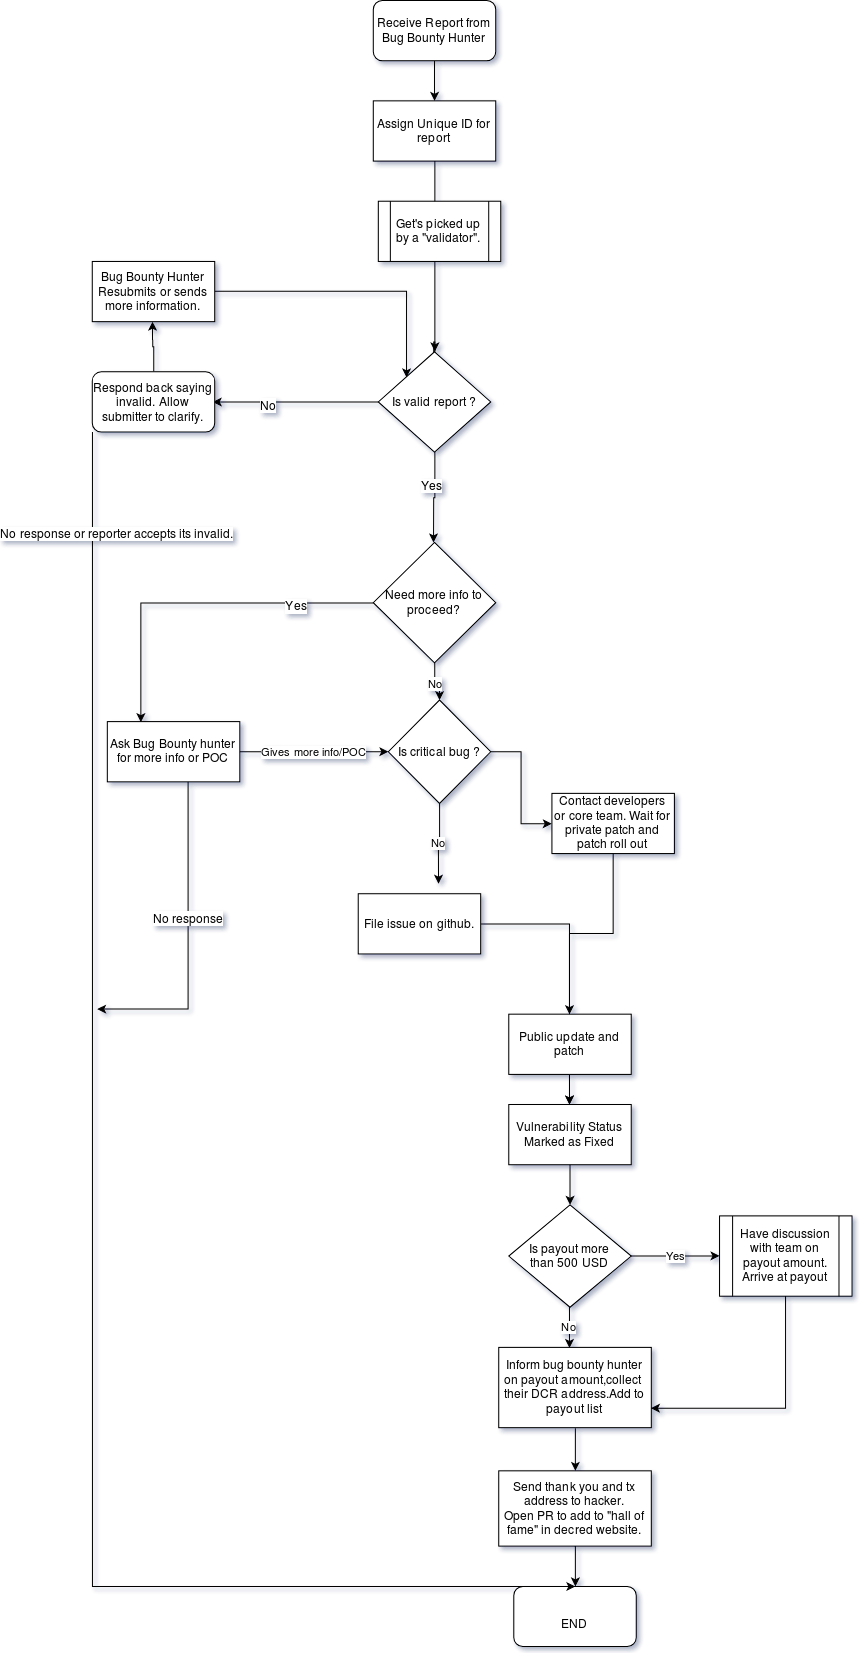 Receive Report from
Bug Bounty Hunter
Assign Unique ID for
report
Get's picked up
by a "validator".
Bug Bounty Hunter
Resubmits or sends
more information.
Respond back saying
invalid. Allow
submitter to clarify.
No
Is valid report ?
Yes
No response or reporter accepts its invalid.
Need more info to
proceed?
Yes
No
Ask Bug Bounty hunter
for more info or POC
Gives more info/POC
Is critical bug ?
Contact developers
or core team. Wait for
private patch and
patch roll out
No
No response
File issue on github.
Public update and
patch
Vulnerability Status
Marked as Fixed
Is payout more
than 500 USD
Yes
Have discussion
with team on
payout amount.
Arrive at payout
No
Inform bug bounty hunter
on payout amount,collect
their DCR address.Add to
payout list
Send thank you and tx
address to hacker.
Open PR to add to "hall of
fame" in decred website.
END